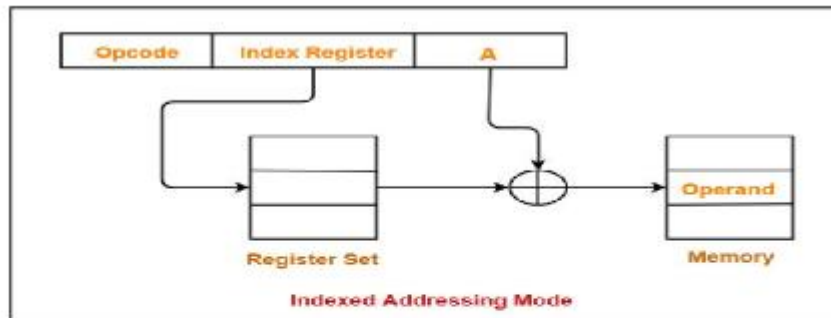 Opcode Index Register A
Operand
Register Set Memory
Indexed Addressing Mode